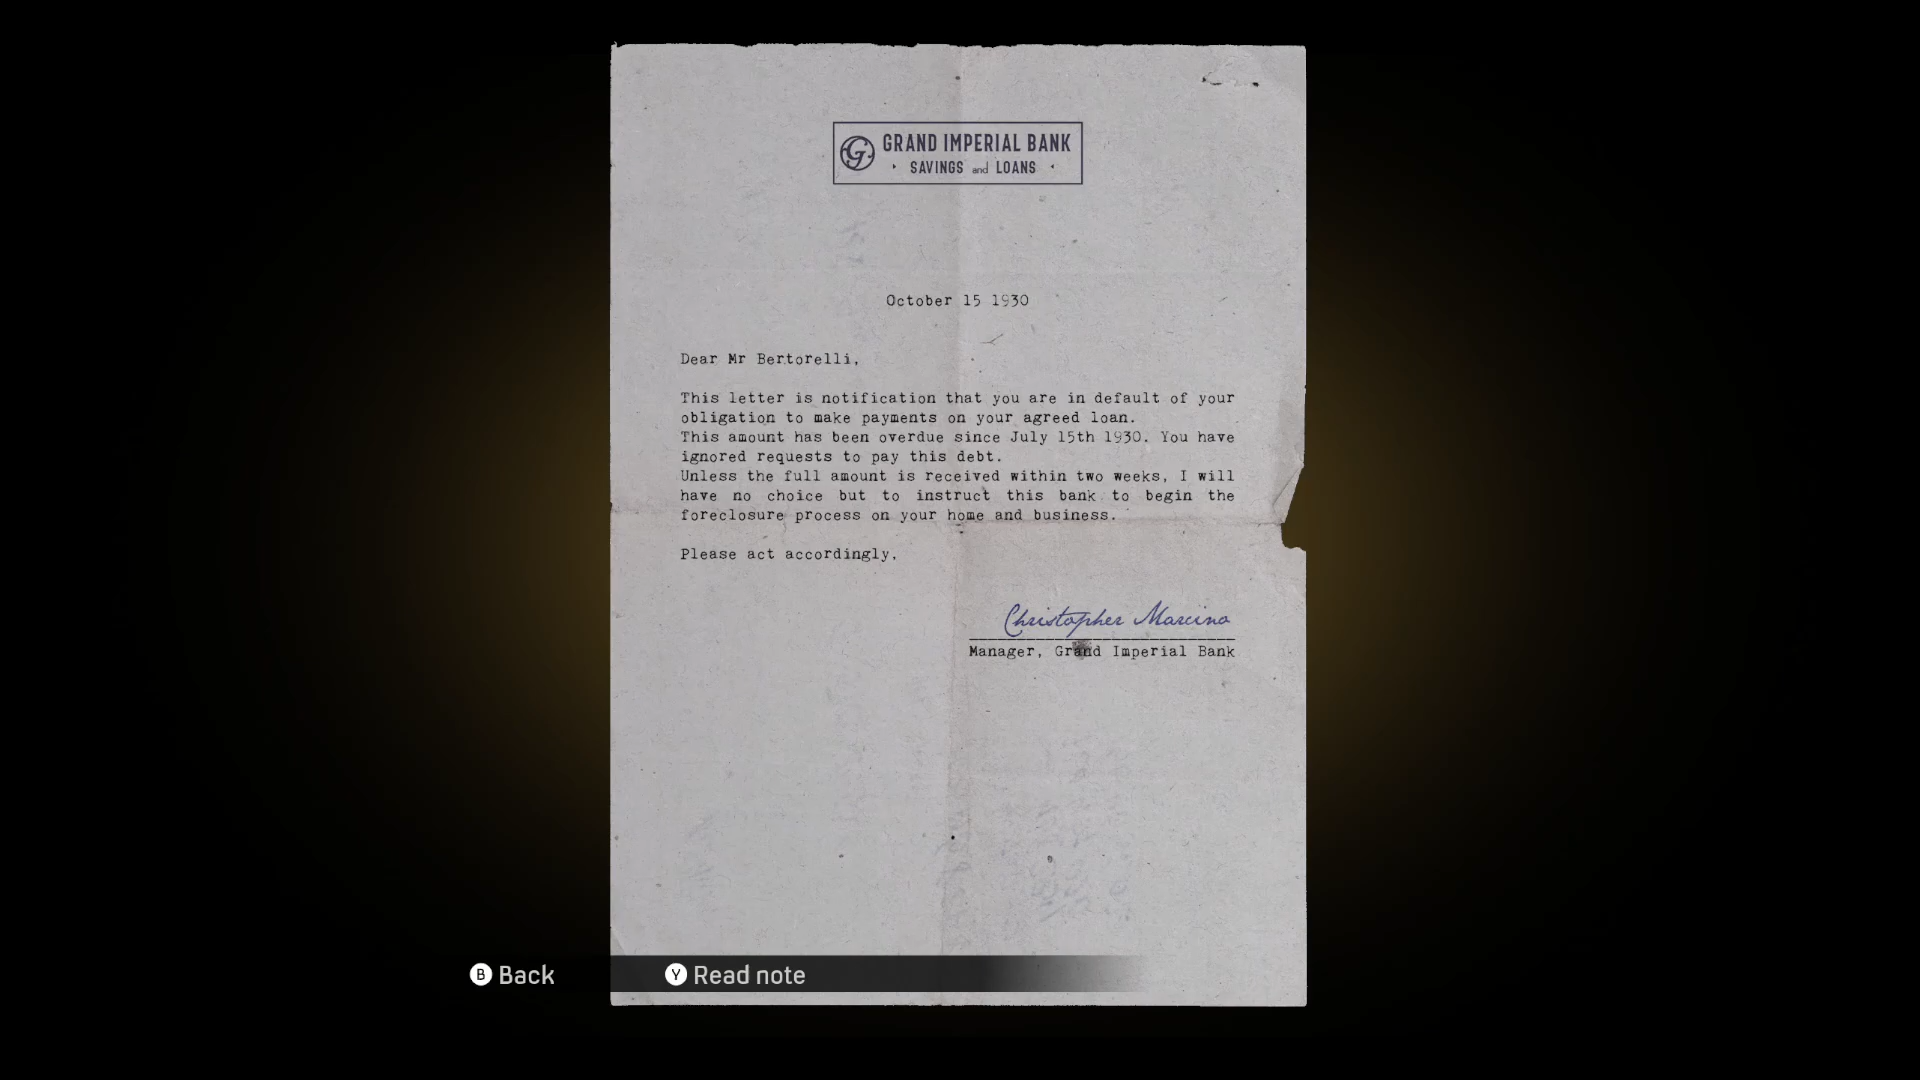 GRAND IMPERIAL BANK
SAVINGS and LOANS
October 15 1930
Dear Mr Bertorelli,
This letter is notification that you are in default of your
obligation to make payments on your agreed loan.
This amount has been overdue since July 15th 1930. You have
ignored requests to pay this debt.
Unless the full amount is received within two weeks, I will
have no choice but to instruct this bank to begin the
foreclosure process on your home and business.
Please act accordingly.
Christopher Marcino
Manager, Grand Imperial Bank
B Back
Y Read note